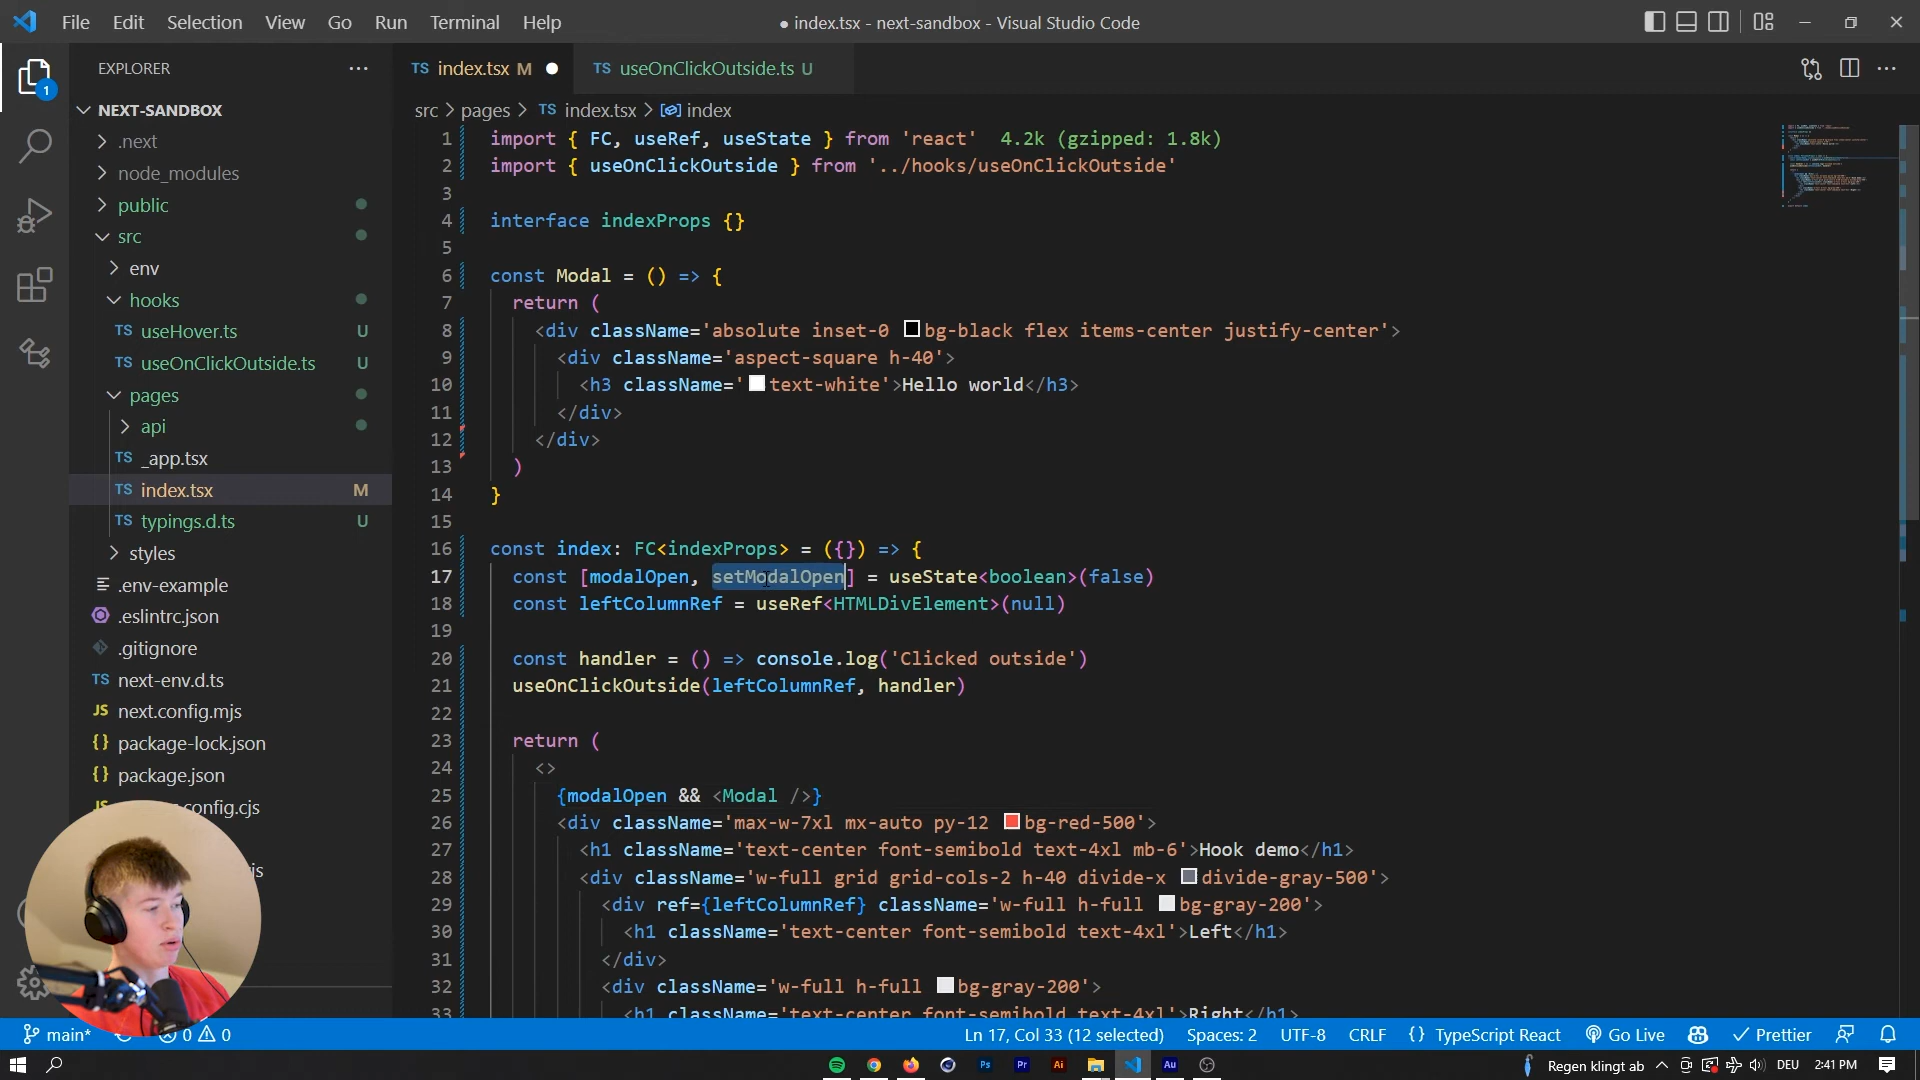 File Edit Selection View Go Run Terminal Help
● index.tsx - next-sandbox - Visual Studio Code
EXPLORER
1
NEXT-SANDBOX
.next
node_modules
public
src
env
hooks
TS useHover.ts U
TS useOnClickOutside.ts U
pages
api
TS _app.tsx
TS index.tsx M
TS typings.d.ts U
styles
.env-example
.eslintrc.json
.gitignore
TS next-env.d.ts
JS next.config.mjs
{} package-lock.json
{} package.json
config.cjs
TS index.tsx M ●
TS useOnClickOutside.ts U
src > pages > TS index.tsx > index
1 import { FC, useRef, useState } from 'react' 4.2k (gzipped: 1.8k)
2 import { useOnClickOutside } from '../hooks/useOnClickOutside'
3
4 interface indexProps {}
5
6 const Modal = () => {
7 return (
8 <div className='absolute inset-0 bg-black flex items-center justify-center'>
9 <div className='aspect-square h-40'>
10 <h3 className='text-white'>Hello world</h3>
11 </div>
12 </div>
13 )
14 }
15
16 const index: FC<indexProps> = ({}) => {
17 const [modalOpen, setModalOpen] = useState<boolean>(false)
18 const leftColumnRef = useRef<HTMLDivElement>(null)
19
20 const handler = () => console.log('Clicked outside')
21 useOnClickOutside(leftColumnRef, handler)
22
23 return (
24 <>
25 {modalOpen && <Modal />}
26 <div className='max-w-7xl mx-auto py-12 bg-red-500'>
27 <h1 className='text-center font-semibold text-4xl mb-6'>Hook demo</h1>
28 <div className='w-full grid grid-cols-2 h-40 divide-x divide-gray-500'>
29 <div ref={leftColumnRef} className='w-full h-full bg-gray-200'>
30 <h1 className='text-center font-semibold text-4xl'>Left</h1>
31 </div>
32 <div className='w-full h-full bg-gray-200'>
33 <h1 className='text-center font-semibold text-4xl'>Right</h1>
main* 0 0
Ln 17, Col 33 (12 selected) Spaces: 2 UTF-8 CRLF {} TypeScript React Go Live Prettier
Ps Pr Ai Au
Regen klingt ab DEU 2:41 PM